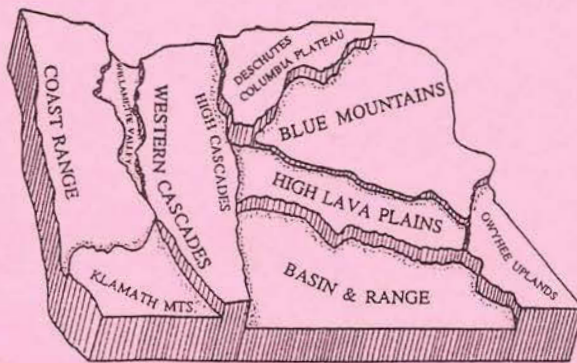 COAST RANGE
WILLAMETTE VALLEY
WESTERN CASCADES
HIGH CASCADES
DESCHUTES
COLUMBIA PLATEAU
BLUE MOUNTAINS
HIGH LAVA PLAINS
OWYHEE UPLANDS
KLAMATH MTS.
BASIN & RANGE